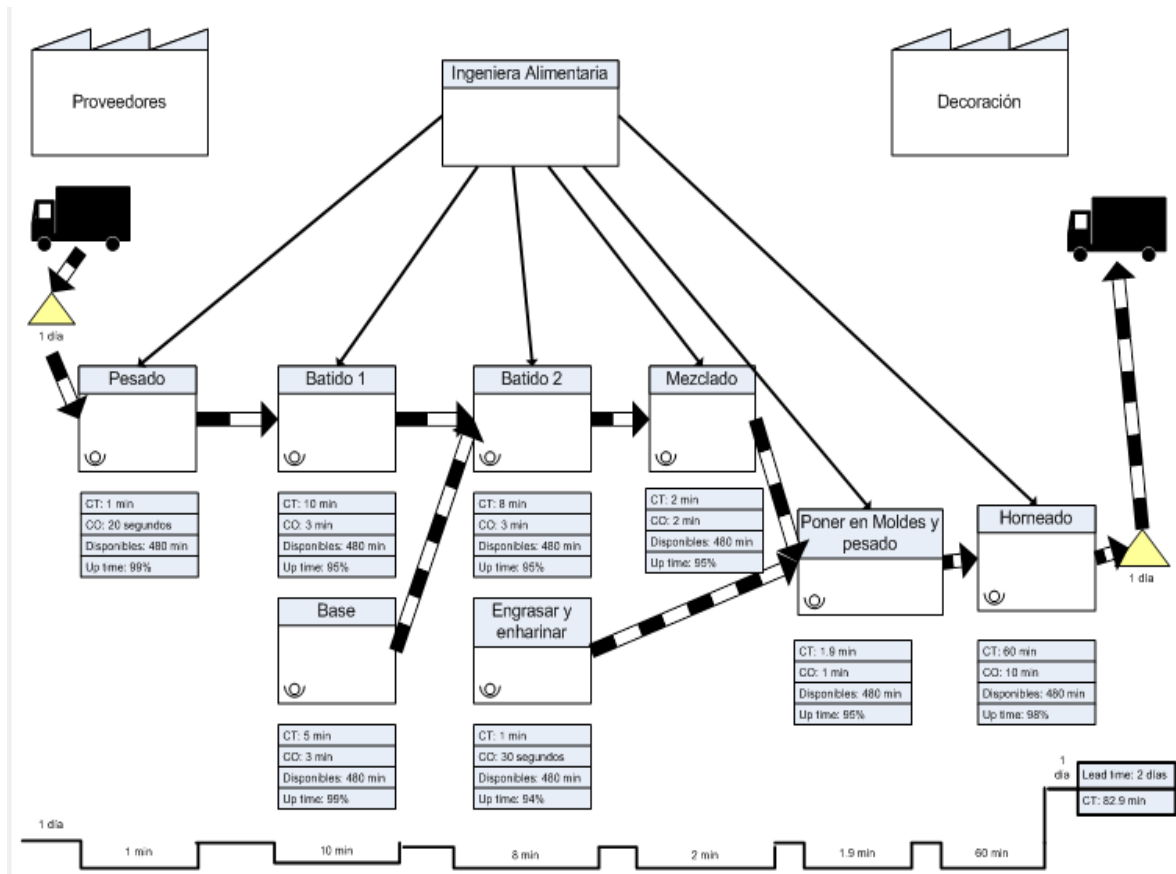 Proveedores
Ingeniera Alimentaria
Decoración
1 día
Pesado
Batido 1
Batido 2
Mezclado
CT: 1 min
CO: 20 segundos
Disponibles: 480 min
Up time: 99%
CT: 10 min
CO: 3 min
Disponibles: 480 min
Up time: 95%
CT: 8 min
CO: 3 min
Disponibles: 480 min
Up time: 95%
CT: 2 min
CO: 2 min
Disponibles: 480 min
Up time: 95%
Poner en Moldes y
pesado
Horneado
1 día
Base
Engrasar y
enharinar
CT: 1.9 min
CO: 1 min
Disponibles: 480 min
Up time: 95%
CT: 60 min
CO: 10 min
Disponibles: 480 min
Up time: 98%
CT: 5 min
CO: 3 min
Disponibles: 480 min
Up time: 99%
CT: 1 min
CO: 30 segundos
Disponibles: 480 min
Up time: 94%
1
día
Lead time: 2 días
CT: 82.9 min
1 día
1 min
10 min
8 min
2 min
1.9 min
60 min